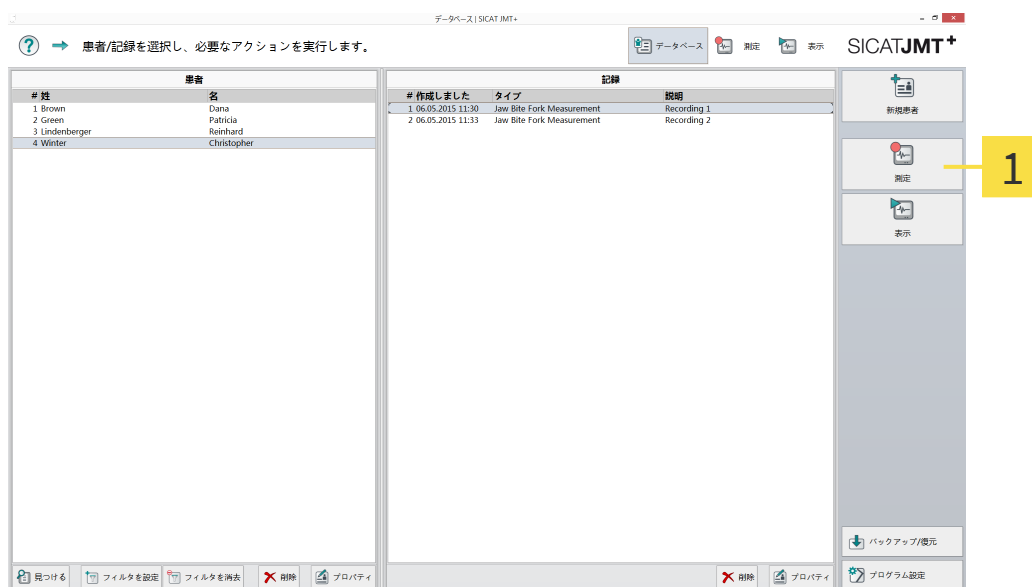 データベース | SICAT JMT+
患者/記録を選択し、必要なアクションを実行します。
データベース 測定 表示 SICATJMT+
患者
# 姓 名
1 Brown Dana
2 Green Patricia
3 Lindenberger Reinhard
4 Winter Christopher
記録
# 作成しました タイプ 説明
1 06.05.2015 11:30 Jaw Bite Fork Measurement Recording 1
2 06.05.2015 11:33 Jaw Bite Fork Measurement Recording 2
新規患者
測定
1
表示
バックアップ/復元
見つける フィルタを設定 フィルタを消去 削除 プロパティ
削除 プロパティ
プログラム設定